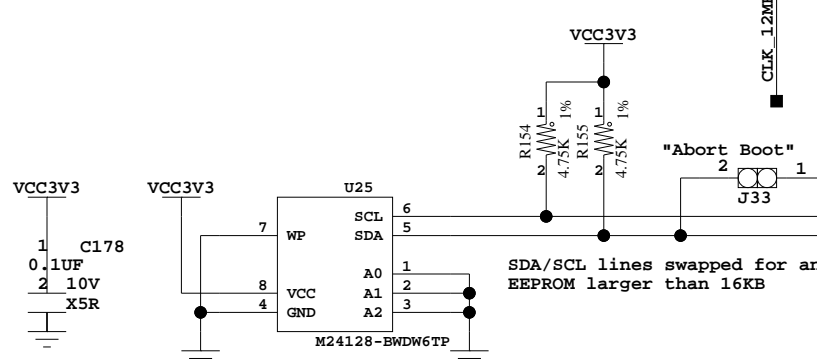 CLK_12M
VCC3V3
1
1%
R154
4.75K
2
1
1%
R155
4.75K
2
"Abort Boot"
2
1
J33
VCC3V3
VCC3V3
U25
SCL
6
7
WP
SDA
5
1
C178
0.1UF
2
10V
X5R
A0
1
8
VCC
A1
2
4
GND
A2
3
M24128-BWDW6TP
SDA/SCL lines swapped for an
EEPROM larger than 16KB